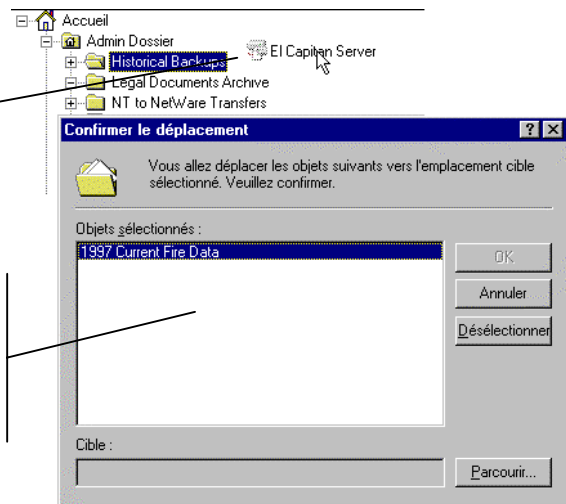 Accueil
Admin Dossier
Historical Backups
El Capitan Server
Legal Documents Archive
NT to NetWare Transfers
Confirmer le déplacement
Vous allez déplacer les objets suivants vers l'emplacement cible
sélectionné. Veuillez confirmer.
Objets sélectionnés :
1997 Current Fire Data
OK
Annuler
Désélectionner
Cible :
Parcourir...